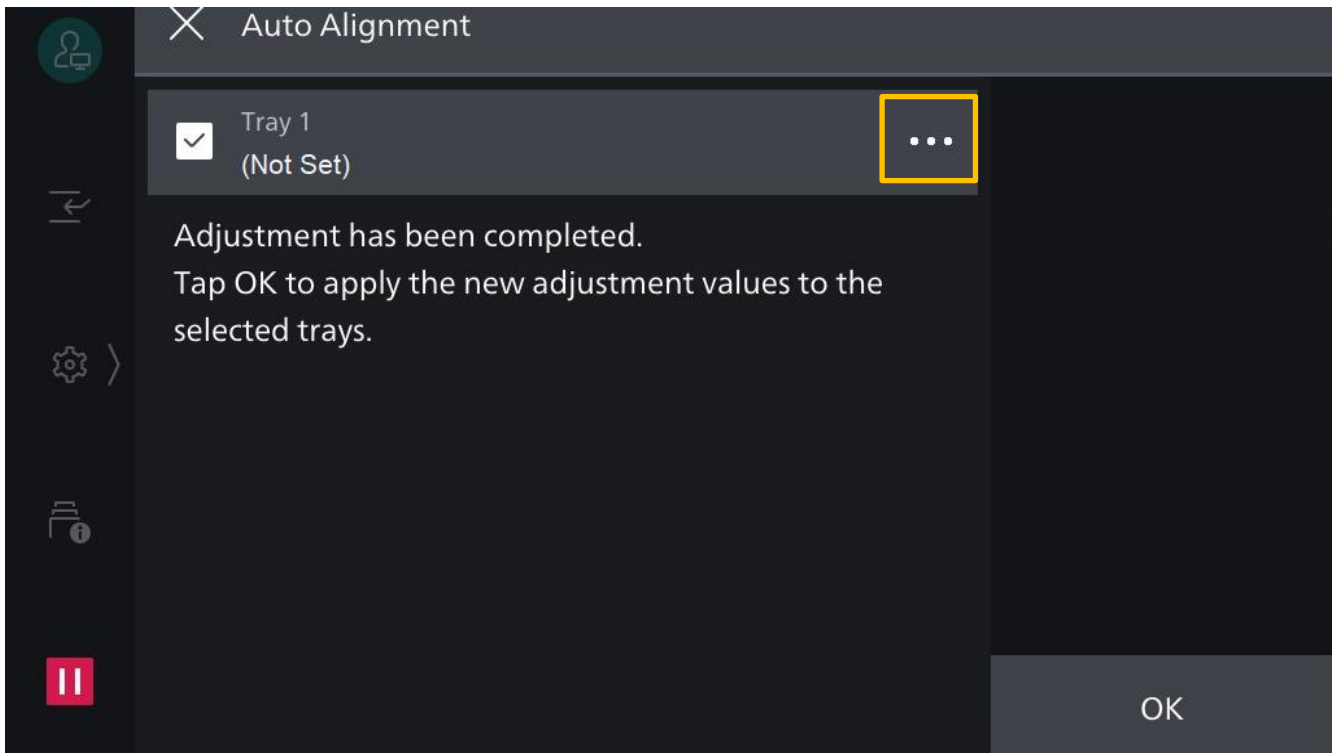 Auto Alignment
Tray 1
(Not Set)
Adjustment has been completed.
Tap OK to apply the new adjustment values to the
selected trays.
OK